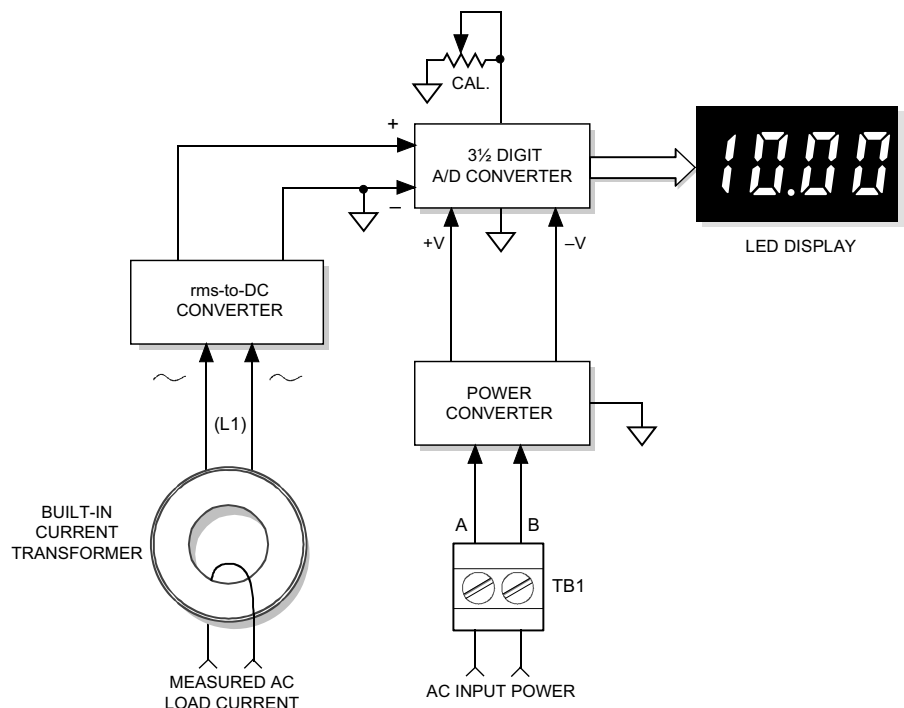 CAL.
+
3½ DIGIT
A/D CONVERTER
–
10.00
+V
–V
LED DISPLAY
rms-to-DC
CONVERTER
POWER
CONVERTER
(L1)
BUILT-IN
CURRENT
TRANSFORMER
A
B
TB1
MEASURED AC
LOAD CURRENT
AC INPUT POWER